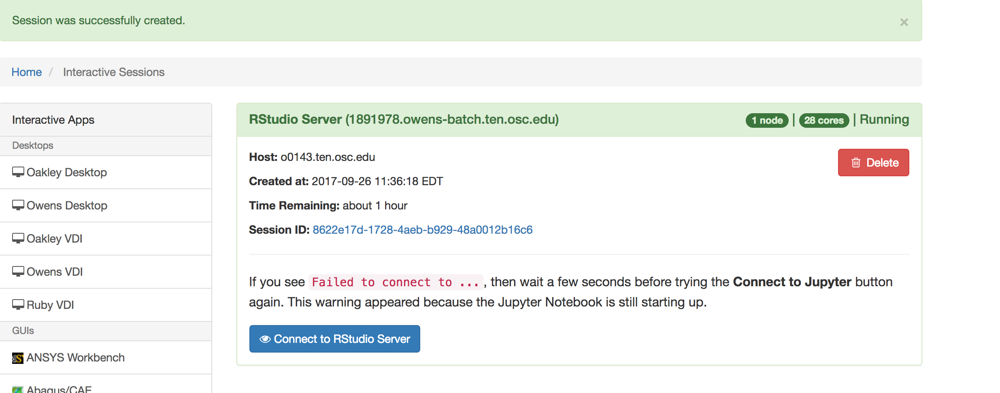 Session was successfully created.
×
Home / Interactive Sessions
Interactive Apps
Desktops
Oakley Desktop
Owens Desktop
Oakley VDI
Owens VDI
Ruby VDI
GUIs
ANSYS Workbench
Abaqus/CAE
RStudio Server (1891978.owens-batch.ten.osc.edu)
1 node | 28 cores | Running
Host: o0143.ten.osc.edu
Delete
Created at: 2017-09-26 11:36:18 EDT
Time Remaining: about 1 hour
Session ID: 8622e17d-1728-4aeb-b929-48a0012b16c6
If you see Failed to connect to ..., then wait a few seconds before trying the Connect to Jupyter button
again. This warning appeared because the Jupyter Notebook is still starting up.
Connect to RStudio Server